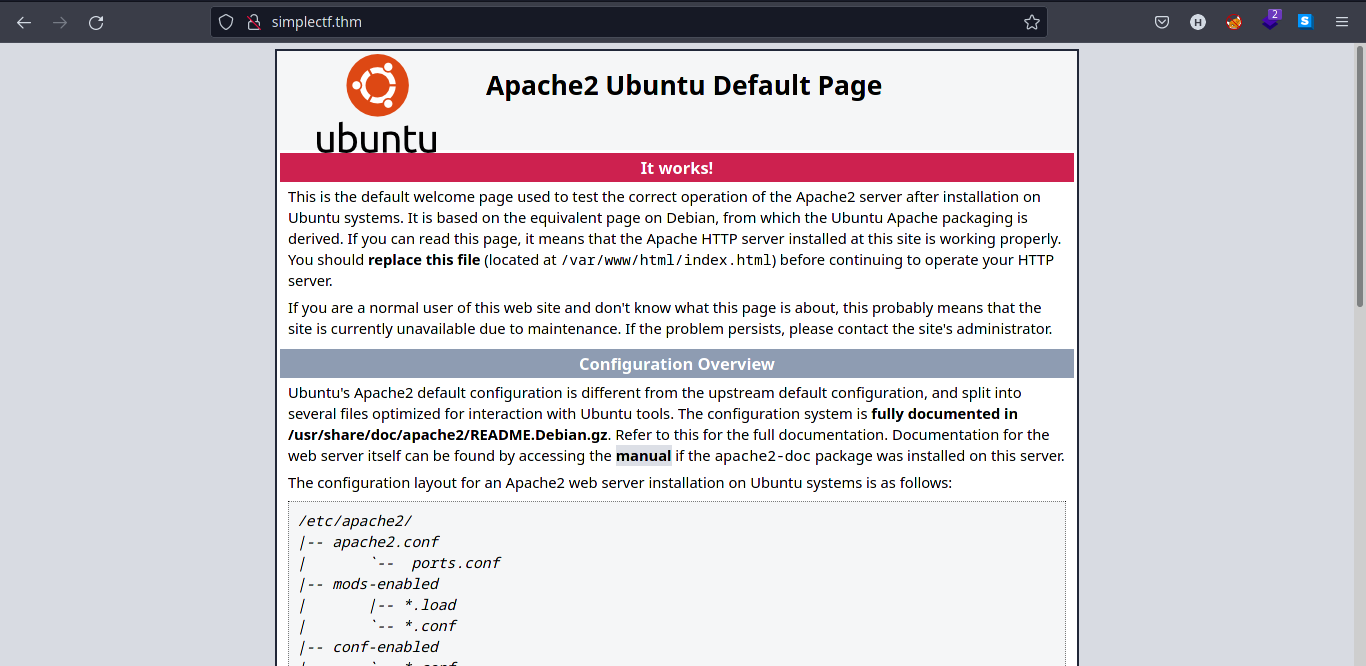 simplectf.thm
H
2
S
ubuntu
Apache2 Ubuntu Default Page
It works!
This is the default welcome page used to test the correct operation of the Apache2 server after installation on
Ubuntu systems. It is based on the equivalent page on Debian, from which the Ubuntu Apache packaging is
derived. If you can read this page, it means that the Apache HTTP server installed at this site is working properly.
You should replace this file (located at /var/www/html/index.html) before continuing to operate your HTTP
server.
If you are a normal user of this web site and don't know what this page is about, this probably means that the
site is currently unavailable due to maintenance. If the problem persists, please contact the site's administrator.
Configuration Overview
Ubuntu's Apache2 default configuration is different from the upstream default configuration, and split into
several files optimized for interaction with Ubuntu tools. The configuration system is fully documented in
/usr/share/doc/apache2/README.Debian.gz. Refer to this for the full documentation. Documentation for the
web server itself can be found by accessing the manual if the apache2-doc package was installed on this server.
The configuration layout for an Apache2 web server installation on Ubuntu systems is as follows:
/etc/apache2/
|-- apache2.conf
|       `--  ports.conf
|-- mods-enabled
|       |-- *.load
|       `-- *.conf
|-- conf-enabled
|       `-- *.conf